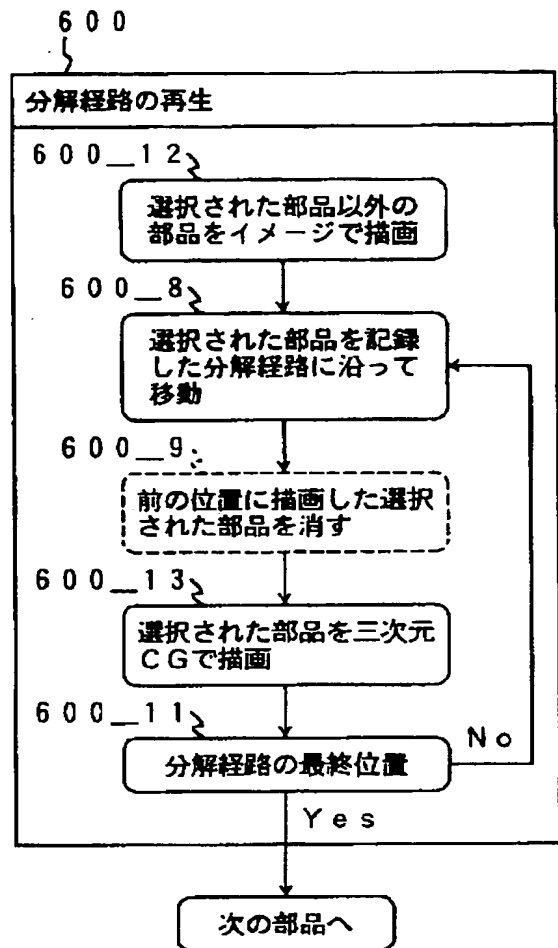 ６００
分解経路の再生
６００＿１２
選択された部品以外の
部品をイメージで描画
６００＿８
選択された部品を記録
した分解経路に沿って
移動
６００＿９
前の位置に描画した選択
された部品を消す
６００＿１３
選択された部品を三次元
ＣＧで描画
６００＿１１
分解経路の最終位置
Ｎｏ
Ｙｅｓ
次の部品へ